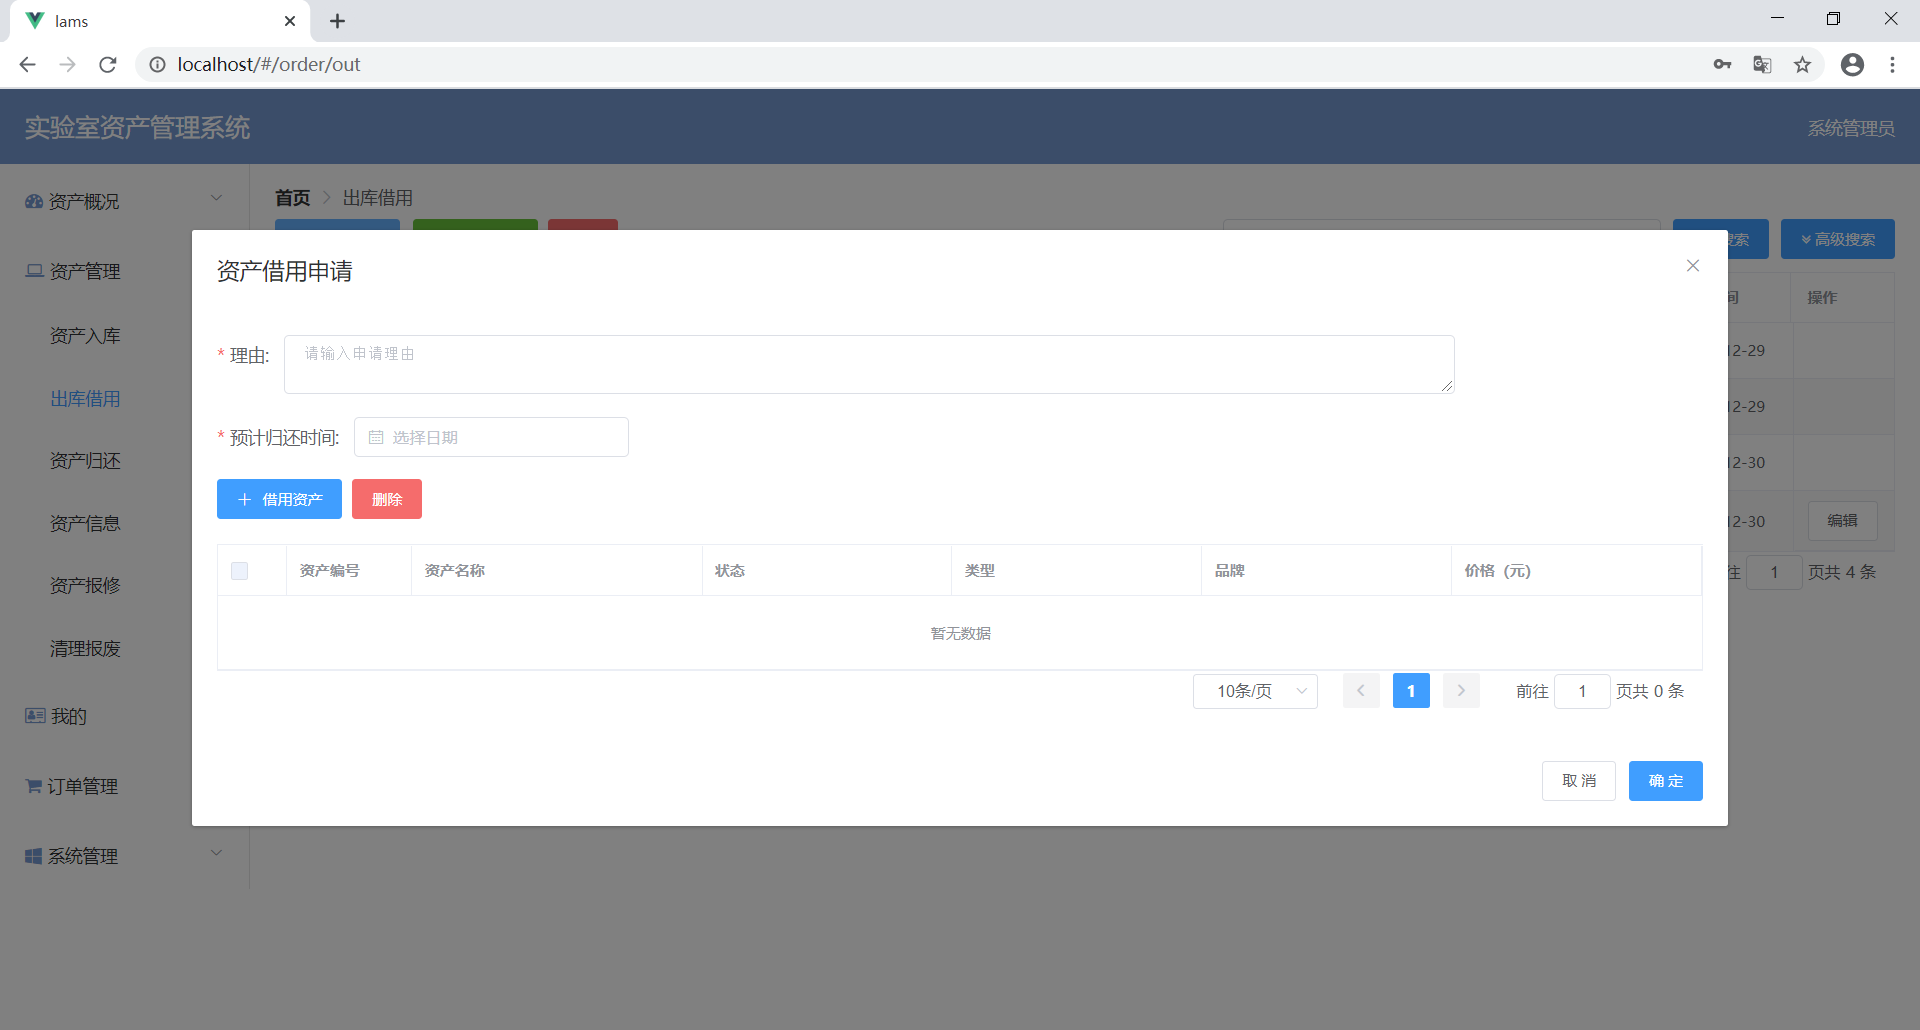 lams
localhost/#/order/out
实验室资产管理系统
系统管理员
资产概况
首页 出库借用
搜索
高级搜索
资产管理
资产入库
出库借用
资产归还
资产信息
资产报修
清理报废
我的
订单管理
系统管理
资产借用申请
* 理由: 请输入申请理由
* 预计归还时间: 选择日期
+ 借用资产 删除
资产编号 资产名称 状态 类型 品牌 价格 (元)
暂无数据
10条/页 1 前往 1 页共 0 条
取 消 确 定
间 操作
12-29
12-29
12-30
12-30 编辑
往 1 页共 4 条